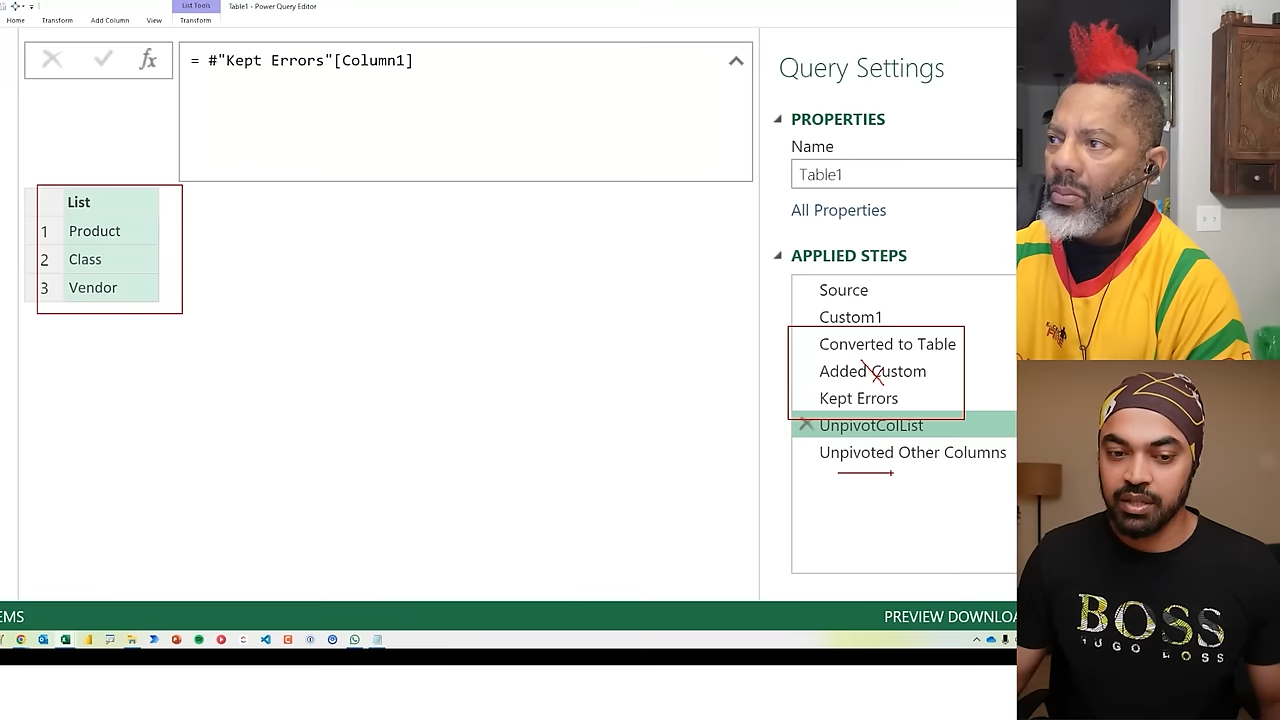 List Tools
Table1 - Power Query Editor
Home
Transform
Add Column
View
Transform
fx
= #"Kept Errors"[Column1]
List
1 Product
2 Class
3 Vendor
Query Settings
PROPERTIES
Name
Table1
All Properties
APPLIED STEPS
Source
Custom1
Converted to Table
Added Custom
Kept Errors
UnpivotColList
Unpivoted Other Columns
EMS
PREVIEW DOWNLOA
BOSS
HUGO BOSS